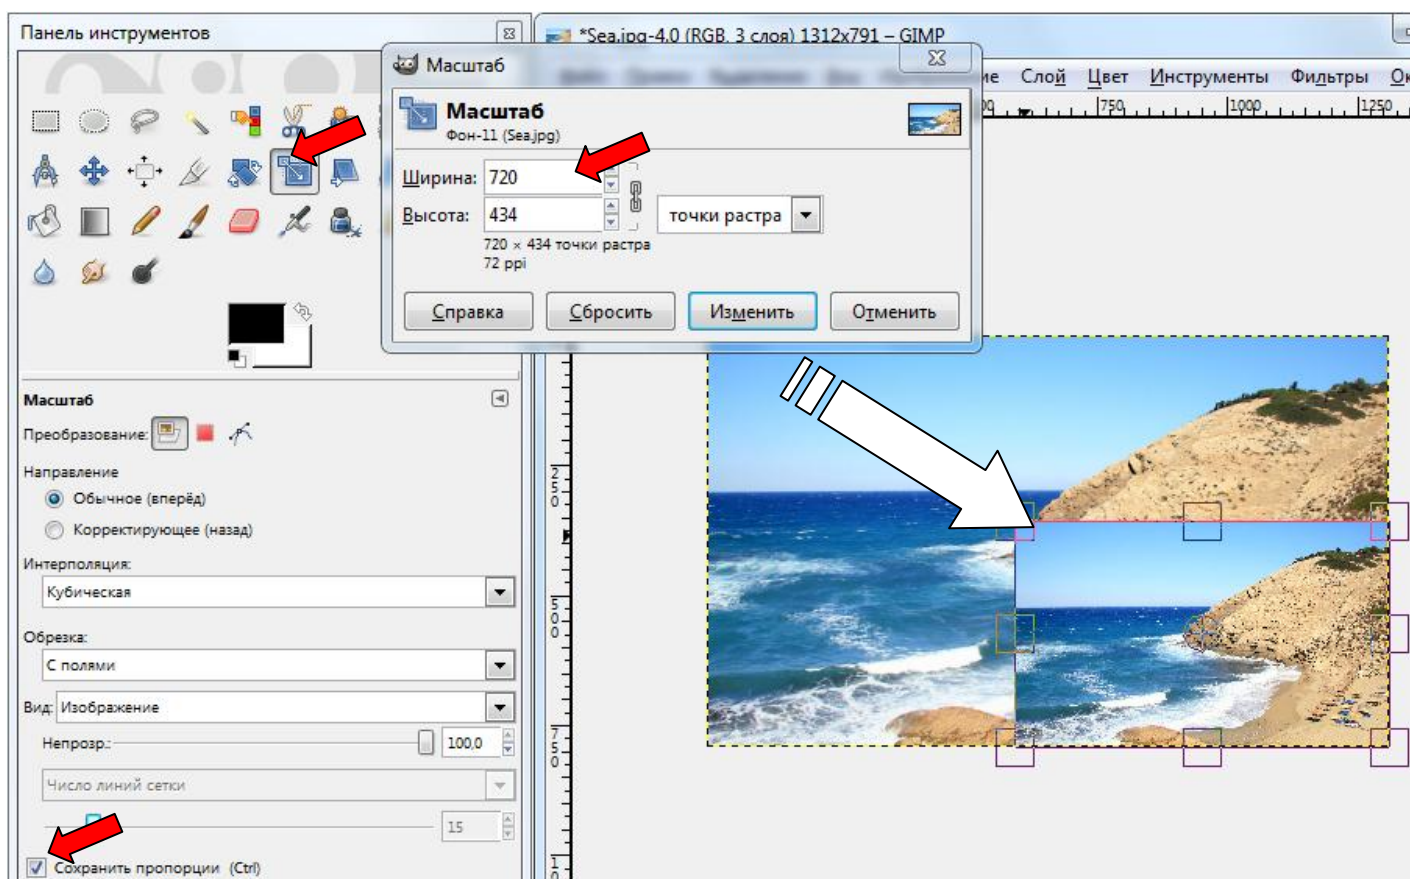 Панель инструментов
*Sea.jpg-4.0 (RGB, 3 слоя) 1312x791 – GIMP
Масштаб
Слой Цвет Инструменты Фильтры
750 1000 1250
Масштаб
Фон-11 (Sea.jpg)
Ширина: 720
Высота: 434 точки растра
720 × 434 точки растра
72 ppi
Справка Сбросить Изменить Отменить
Масштаб
Преобразование:
Направление
Обычное (вперёд)
Корректирующее (назад)
Интерполяция:
Кубическая
Обрезка:
С полями
Вид: Изображение
Непрозр.: 100,0
Число линий сетки
15
Сохранить пропорции (Ctrl)
250
500
750